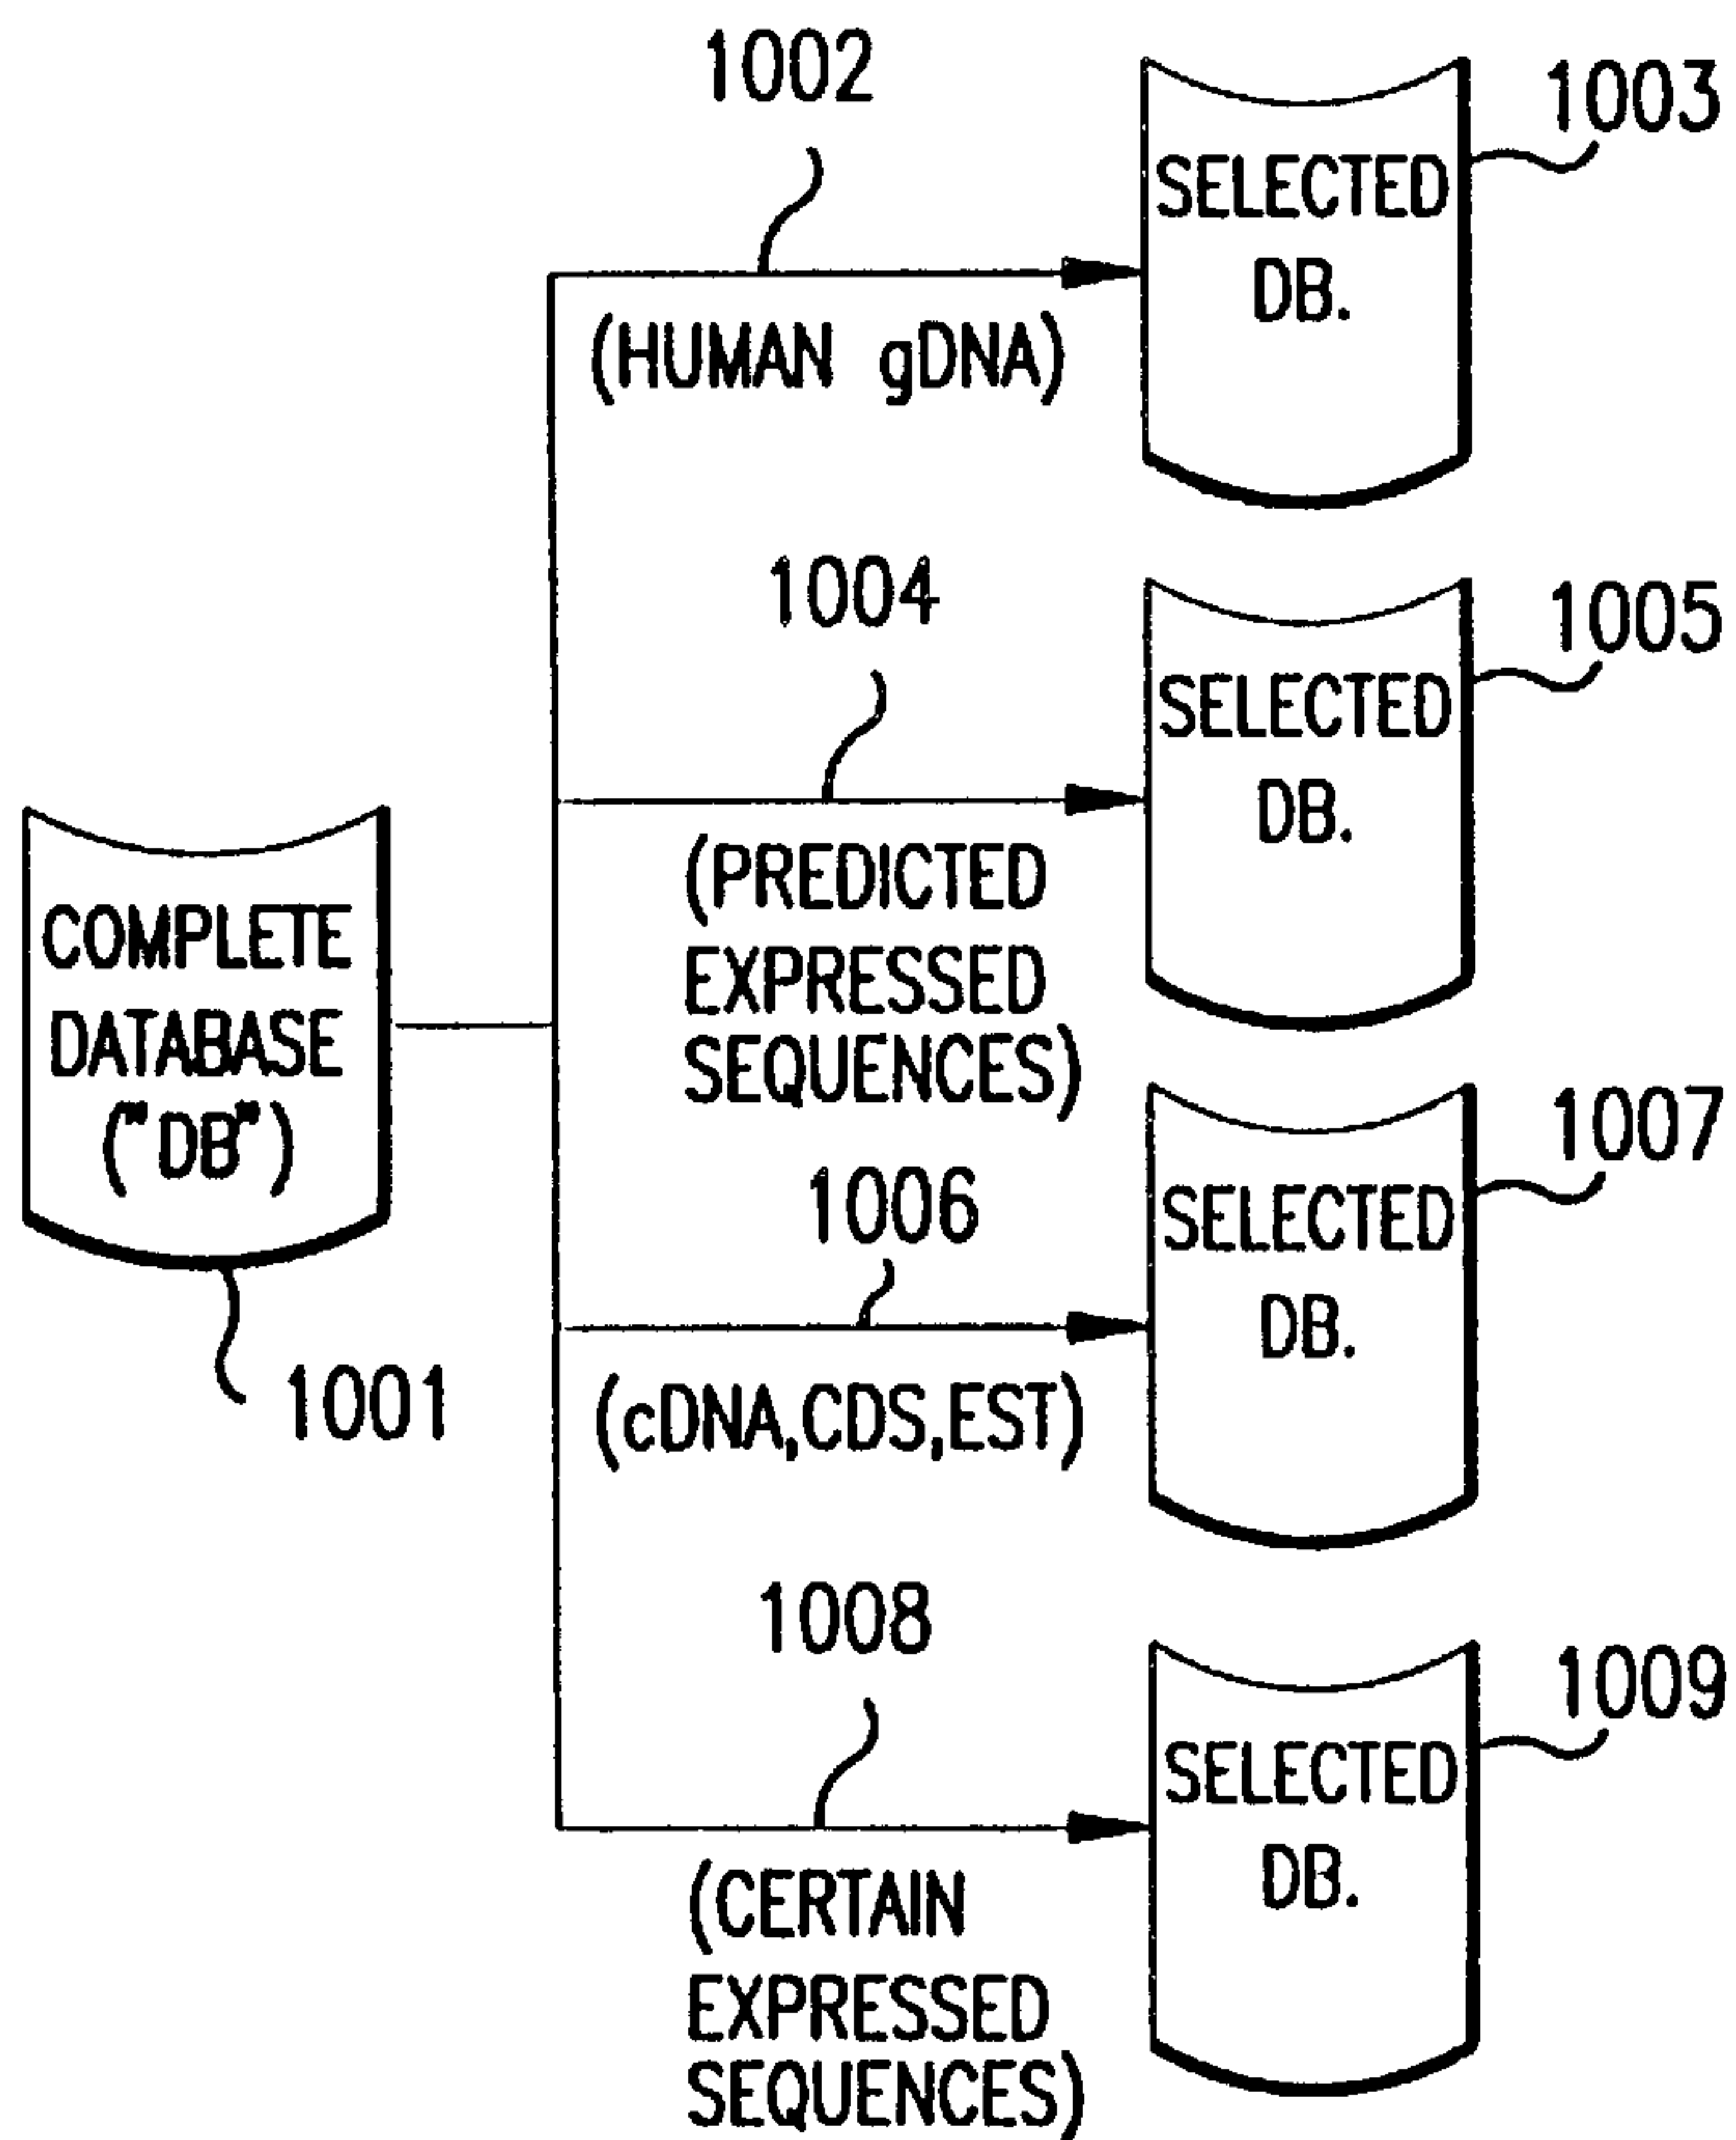 1002
1003
SELECTED
DB.
(HUMAN gDNA)
1004
1005
SELECTED
DB.
(PREDICTED
EXPRESSED
SEQUENCES)
COMPLETE
DATABASE
("DB")
1001
1006
1007
SELECTED
DB.
(cDNA,CDS,EST)
1008
1009
SELECTED
DB.
(CERTAIN
EXPRESSED
SEQUENCES)